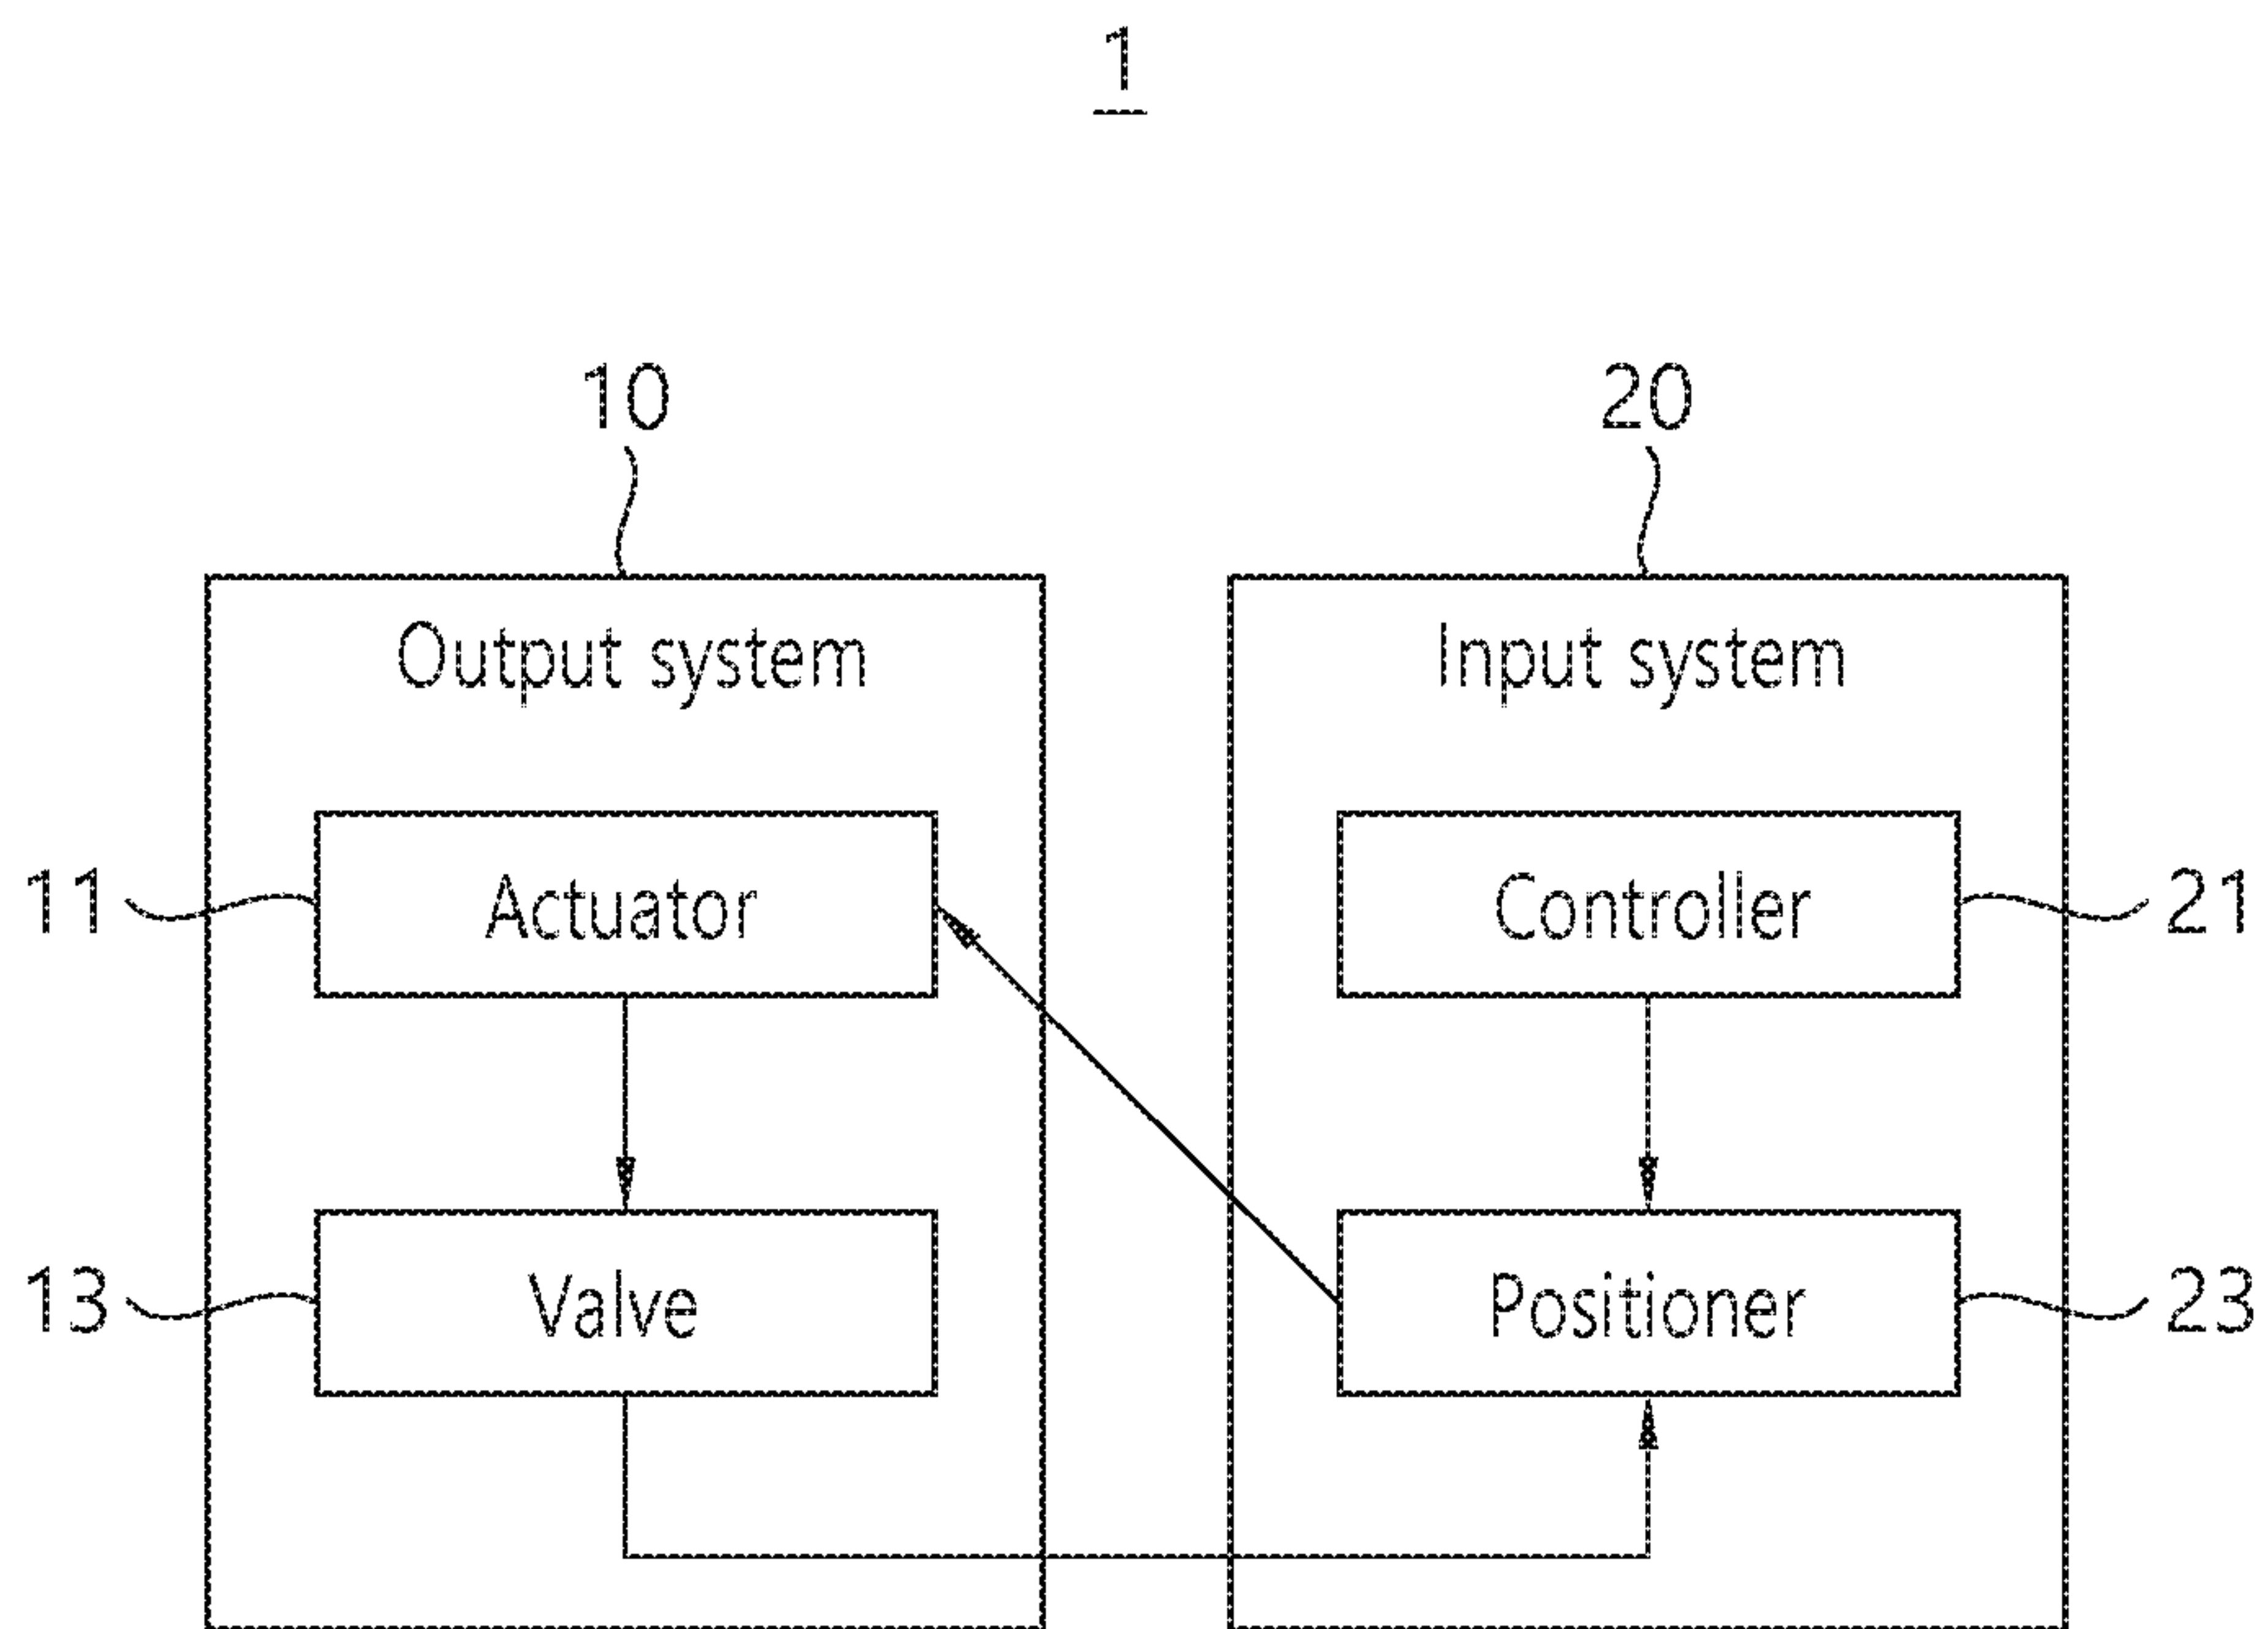 1
10
20
Output system
Input system
11
Actuator
Controller
21
13
Valve
Positioner
23